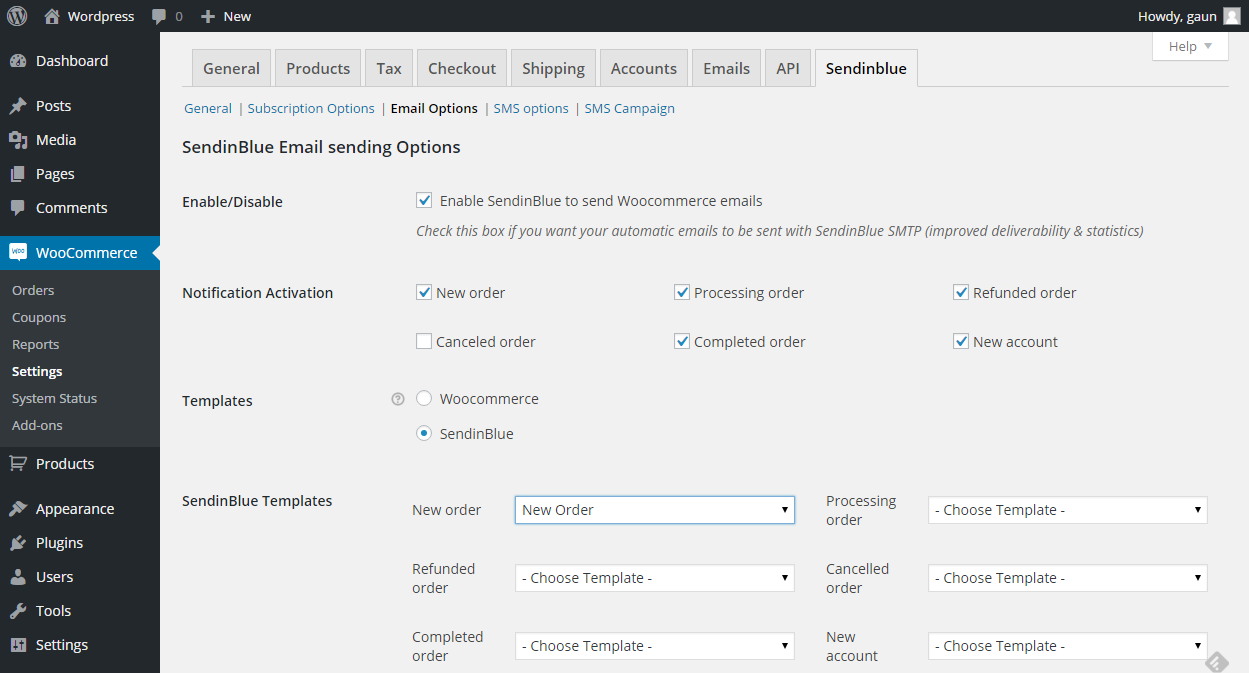 Wordpress 0 New Howdy, gaun
Help
Dashboard
Posts
Media
Pages
Comments
WOO WooCommerce
Orders
Coupons
Reports
Settings
System Status
Add-ons
Products
Appearance
Plugins
Users
Tools
Settings
General Products Tax Checkout Shipping Accounts Emails API Sendinblue
General | Subscription Options | Email Options | SMS options | SMS Campaign
SendinBlue Email sending Options
Enable/Disable Enable SendinBlue to send Woocommerce emails
Check this box if you want your automatic emails to be sent with SendinBlue SMTP (improved deliverability & statistics)
Notification Activation New order Processing order Refunded order
Canceled order Completed order New account
Templates ? Woocommerce
SendinBlue
SendinBlue Templates
New order New Order
Processing
order
- Choose Template -
Refunded
order
- Choose Template -
Cancelled
order
- Choose Template -
Completed
order
- Choose Template -
New
account
- Choose Template -